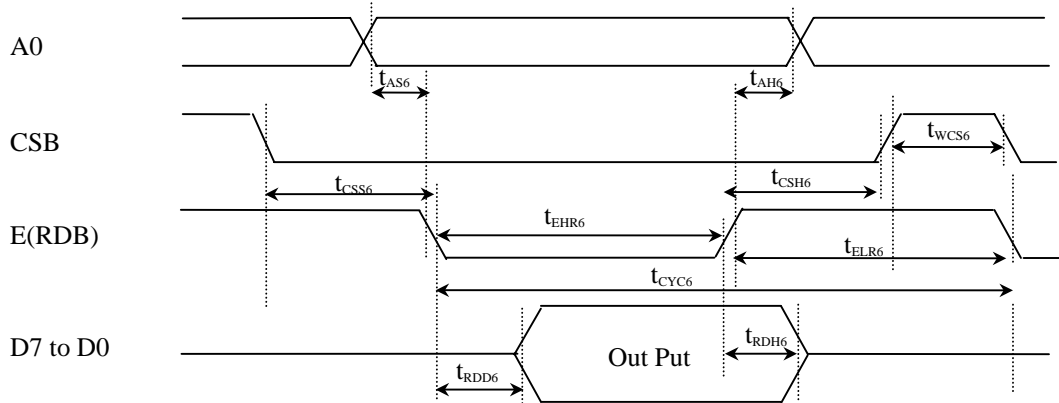 A0
tAS6
tAH6
CSB
tWCS6
tCSS6
tCSH6
E(RDB)
tEHR6
tELR6
tCYC6
D7 to D0
Out Put
tRDH6
tRDD6